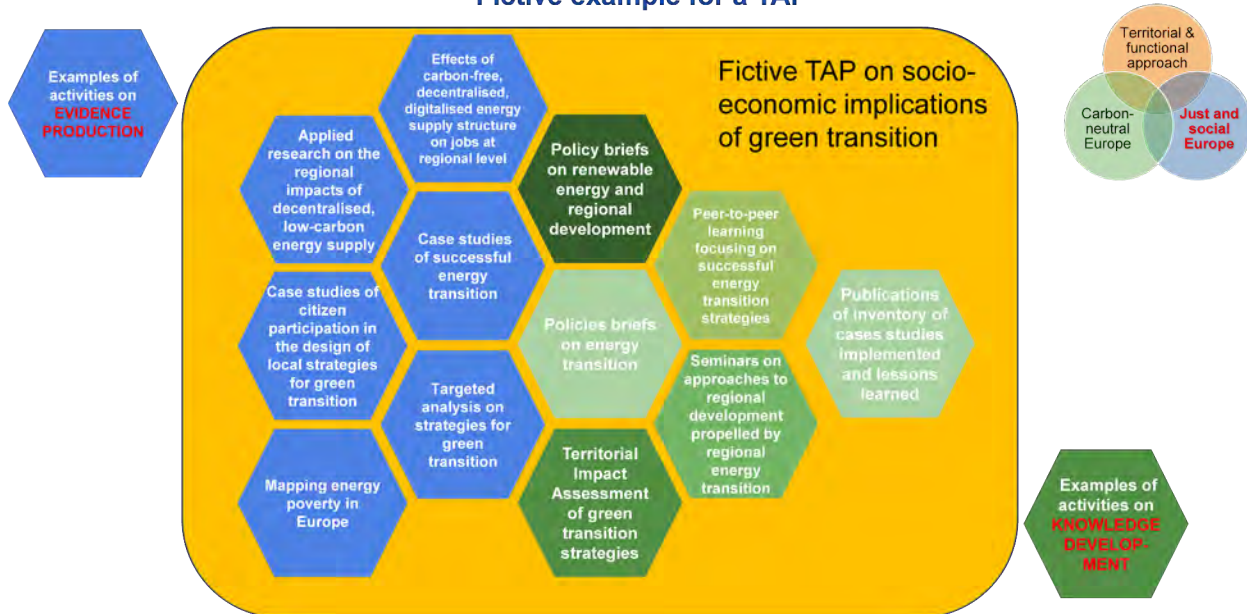 Fictive example for a TAP
Examples of
activities on
EVIDENCE
PRODUCTION
Effects of
carbon-free,
decentralised,
digitalised energy
supply structure
on jobs at
regional level
Fictive TAP on socio-
economic implications
of green transition
Territorial &
functional
approach
Carbon-
neutral
Europe
Just and
social
Europe
Applied
research on the
regional
impacts of
decentralised,
low-carbon
energy supply
Policy briefs
on renewable
energy and
regional
development
Case studies
of successful
energy
transition
Peer-to-peer
learning
focusing on
successful
energy
transition
strategies
Case studies of
citizen
participation in
the design of
local strategies
for green
transition
Policies briefs
on energy
transition
Publications
of inventory of
cases studies
implemented
and lessons
learned
Targeted
analysis on
strategies for
green
transition
Seminars on
approaches to
regional
development
propelled by
regional
energy
transition
Mapping energy
poverty in
Europe
Territorial
Impact
Assessment
of green
transition
strategies
Examples of
activities on
KNOWLEDGE
DEVELOP-
MENT